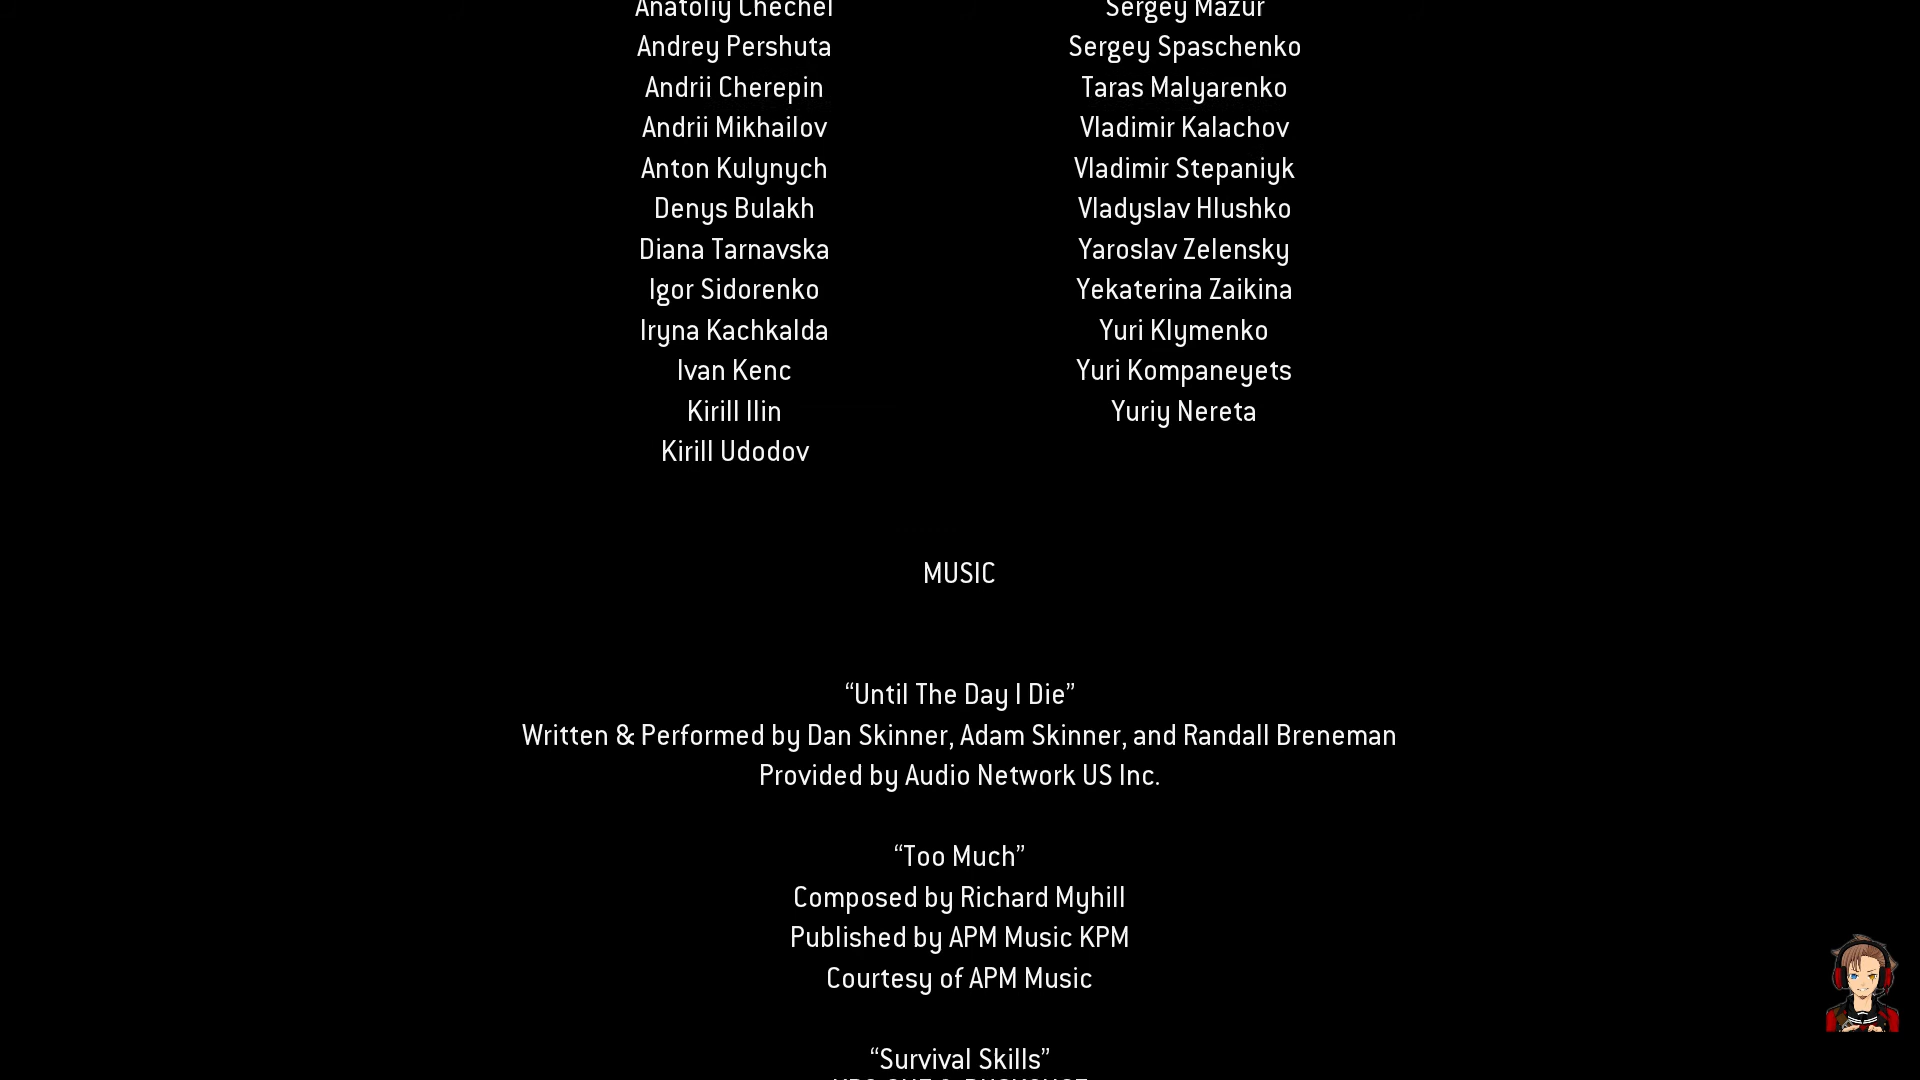 Anatoliy Chechel
Andrey Pershuta
Andrii Cherepin
Andrii Mikhailov
Anton Kulynych
Denys Bulakh
Diana Tarnavska
Igor Sidorenko
Iryna Kachkalda
Ivan Kenc
Kirill Ilin
Kirill Udodov
Sergey Mazur
Sergey Spaschenko
Taras Malyarenko
Vladimir Kalachov
Vladimir Stepaniyk
Vladyslav Hlushko
Yaroslav Zelensky
Yekaterina Zaikina
Yuri Klymenko
Yuri Kompaneyets
Yuriy Nereta
MUSIC
“Until The Day I Die”
Written & Performed by Dan Skinner, Adam Skinner, and Randall Breneman
Provided by Audio Network US Inc.
“Too Much”
Composed by Richard Myhill
Published by APM Music KPM
Courtesy of APM Music
“Survival Skills”